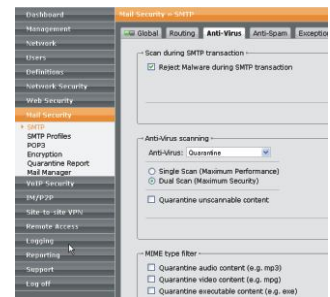 Dashboard
Management
Network
Users
Definitions
Network Security
Web Security
Mail Security
SMTP
SMTP Profiles
POP3
Encryption
Quarantine Report
Mail Manager
VoIP Security
IM/P2P
Site-to-site VPN
Remote Access
Logging
Reporting
Support
Log off
Mail Security » SMTP
Global Routing Anti-Virus Anti-Spam Exception
Scan during SMTP transaction
Reject Malware during SMTP transaction
Anti-Virus scanning
Anti-Virus: Quarantine
Single Scan (Maximum Performance)
Dual Scan (Maximum Security)
Quarantine unscannable content
MIME type filter
Quarantine audio content (e.g. mp3)
Quarantine video content (e.g. mpg)
Quarantine executable content (e.g. exe)